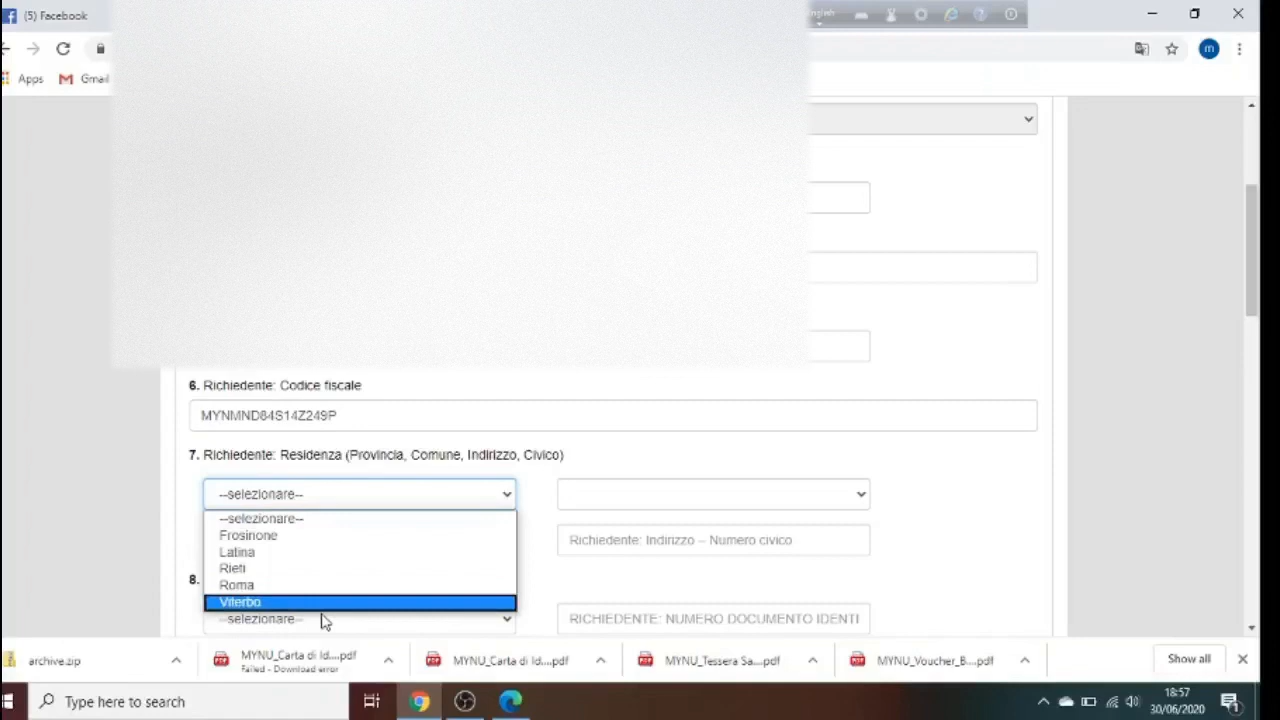 (5) Facebook
nglish
m
Apps
Gmail
6. Richiedente: Codice fiscale
MYNMND84S14Z249P
7. Richiedente: Residenza (Provincia, Comune, Indirizzo, Civico)
--selezionare--
--selezionare--
Frosinone
Latina
Rieti
Roma
Viterbo
Richiedente: Indirizzo – Numero civico
8.
--selezionare--
RICHIEDENTE: NUMERO DOCUMENTO IDENTI
archive.zip
MYNU_Carta di Id....pdf
Failed - Download error
MYNU_Carta di Id....pdf
MYNU_Tessera Sa....pdf
MYNU_Voucher_B....pdf
Show all
Type here to search
18:57
30/06/2020